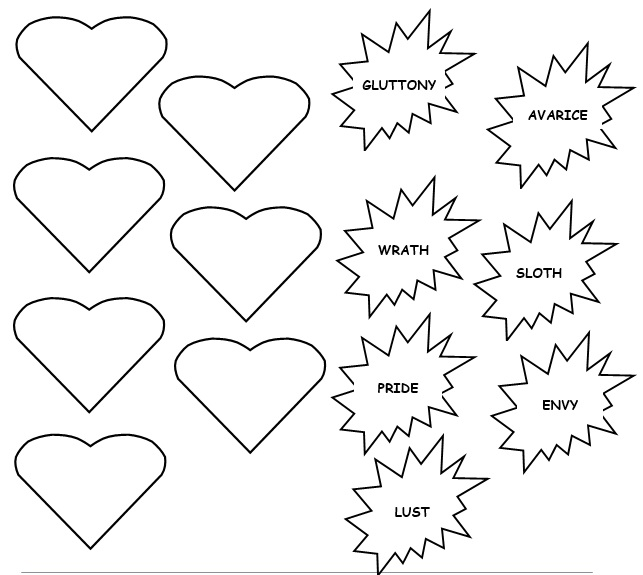 GLUTTONY
AVARICE
WRATH
SLOTH
PRIDE
ENVY
LUST